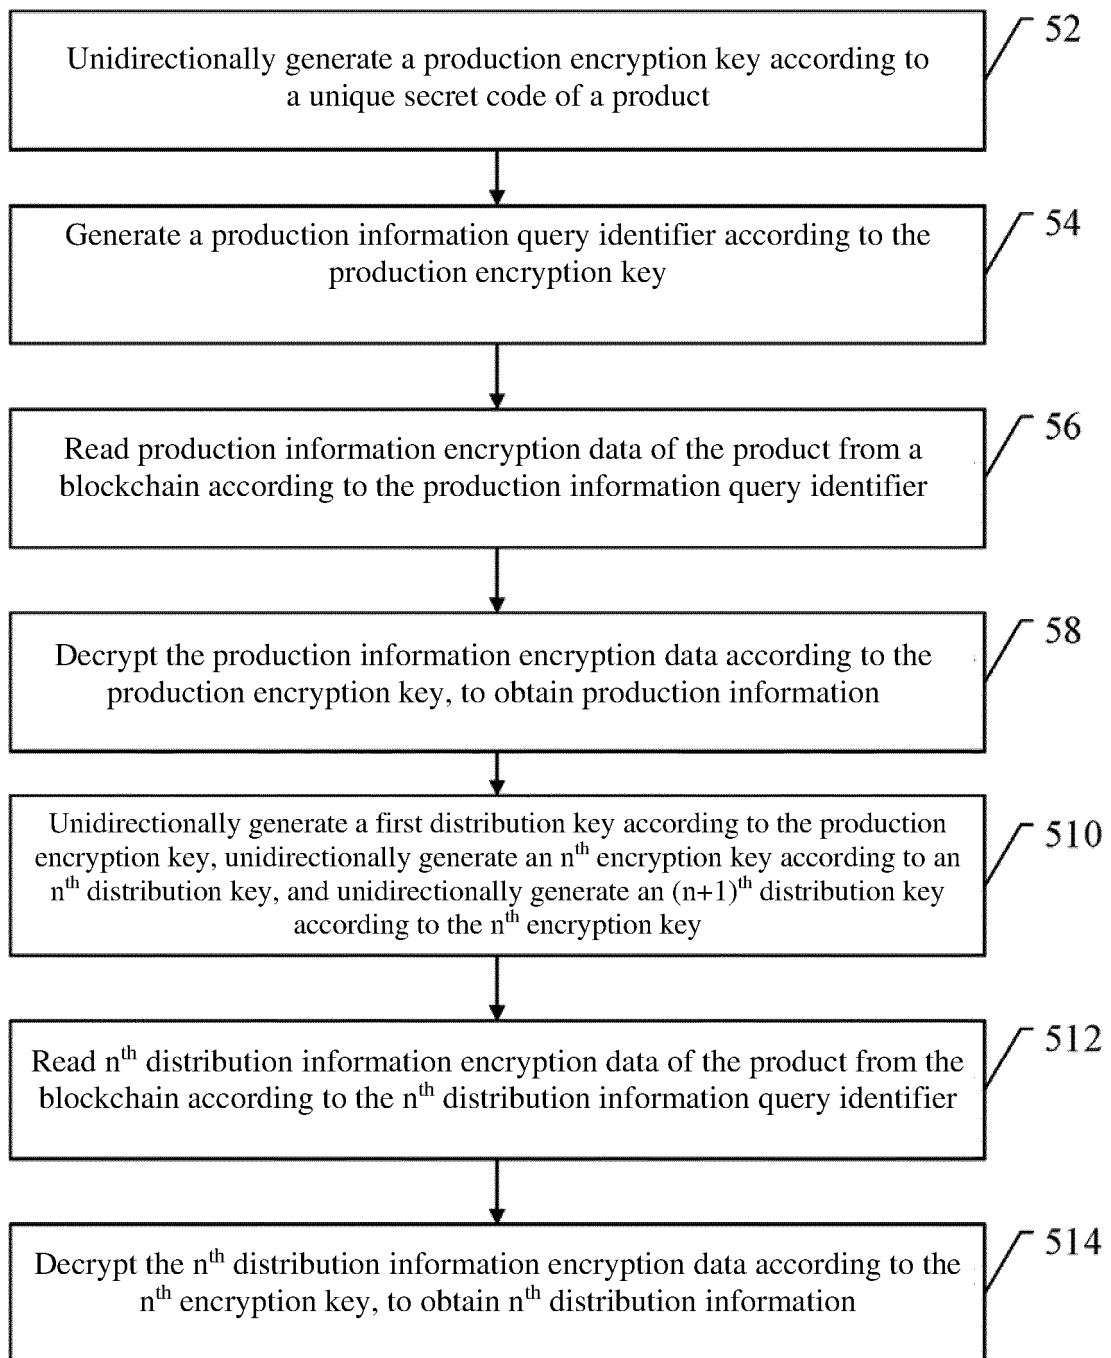 Unidirectionally generate a production encryption key according to
a unique secret code of a product
52
Generate a production information query identifier according to the
production encryption key
54
Read production information encryption data of the product from a
blockchain according to the production information query identifier
56
Decrypt the production information encryption data according to the
production encryption key, to obtain production information
58
Unidirectionally generate a first distribution key according to the production
encryption key, unidirectionally generate an nth encryption key according to an
nth distribution key, and unidirectionally generate an (n+1)th distribution key
according to the nth encryption key
510
Read nth distribution information encryption data of the product from the
blockchain according to the nth distribution information query identifier
512
Decrypt the nth distribution information encryption data according to the
nth encryption key, to obtain nth distribution information
514